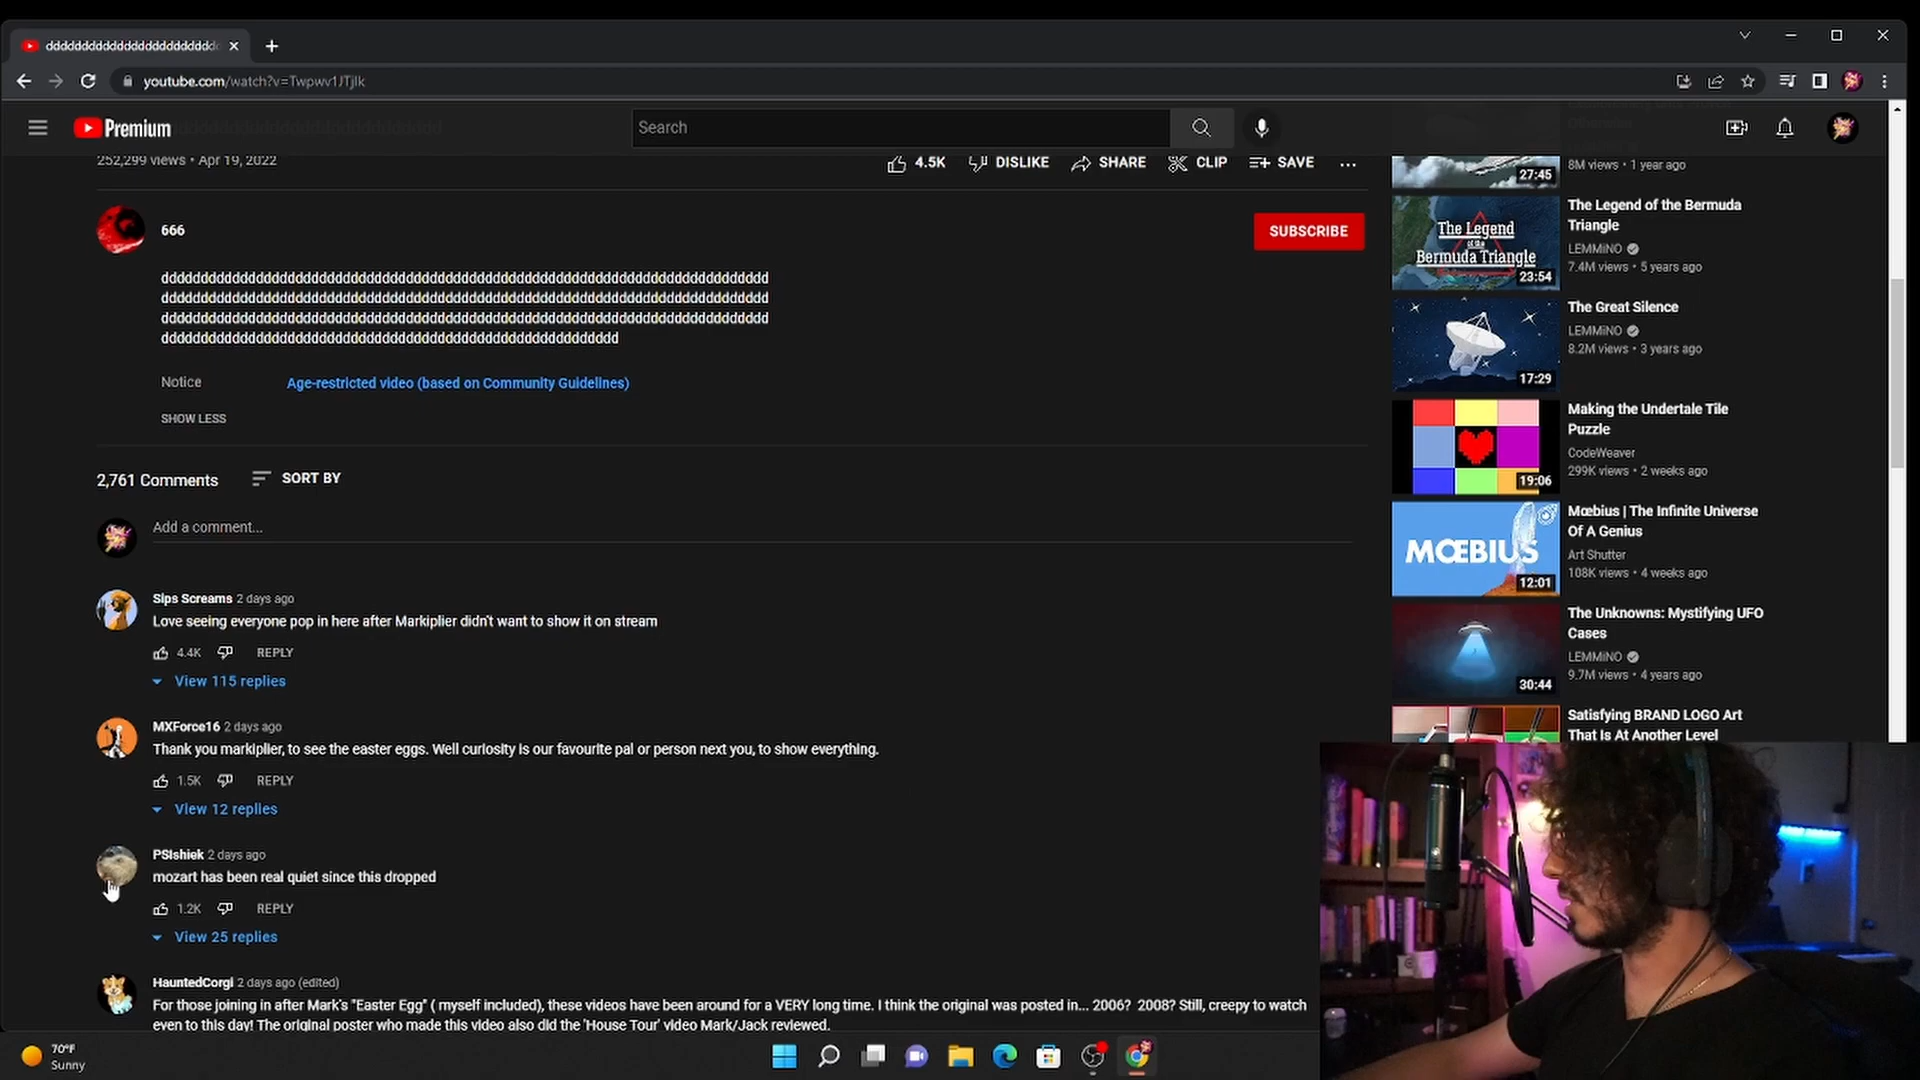 dddddddddddddddddddddddd
youtube.com/watch?v=Twpwv1JTjlk
Premium
Search
252,299 views • Apr 19, 2022
4.5K
DISLIKE
SHARE
CLIP
SAVE
666
SUBSCRIBE
Notice
Age-restricted video (based on Community Guidelines)
SHOW LESS
2,761 Comments
SORT BY
Add a comment...
Sips Screams 2 days ago
Love seeing everyone pop in here after Markiplier didn't want to show it on stream
4.4K
REPLY
View 115 replies
MXForce16 2 days ago
Thank you markiplier, to see the easter eggs. Well curiosity is our favourite pal or person next you, to show everything.
1.5K
REPLY
View 12 replies
PSIshiek 2 days ago
mozart has been real quiet since this dropped
1.2K
REPLY
View 25 replies
HauntedCorgi 2 days ago (edited)
For those joining in after Mark's "Easter Egg" ( myself included), these videos have been around for a VERY long time. I think the original was posted in... 2006? 2008? Still, creepy to watch
even to this day! The original poster who made this video also did the 'House Tour' video Mark/Jack reviewed.
8M views • 1 year ago
27:45
The Legend
of the
Bermuda Triangle
23:54
The Legend of the Bermuda
Triangle
LEMMiNO
7.4M views • 5 years ago
17:29
The Great Silence
LEMMiNO
8.2M views • 3 years ago
19:06
Making the Undertale Tile
Puzzle
CodeWeaver
299K views • 2 weeks ago
MŒBIUS
12:01
Mœbius | The Infinite Universe
Of A Genius
Art Shutter
108K views • 4 weeks ago
30:44
The Unknowns: Mystifying UFO
Cases
LEMMiNO
9.7M views • 4 years ago
Satisfying BRAND LOGO Art
That Is At Another Level
70°F
Sunny